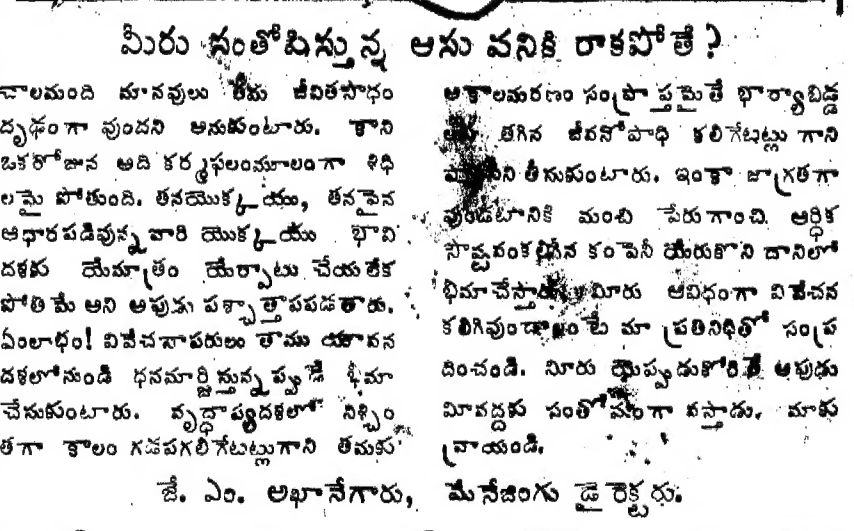 మీరు సంతోషిస్తున్న ఆసు వనికి రాకపోతే?
చాలమంది మానవులు తమ జీవితసౌధం
దృఢంగా వుందని అనుకుంటారు. కాని
ఒకరోజున అది కర్మఫలంమూలంగా శిథి
లమై పోతుంది. తనయొక్కయు, తనపైన
ఆధారపడివున్న వారి యొక్కయు భావి
దశకు యేమాత్రం యేర్పాటు చేయలేక
పోతిమే అని అపుడు పశ్చాత్తాపపడతారు.
ఏంలాభం! వివేచనాపరులం తాము యౌవన
దశలోనుండి ధనమార్జిస్తున్నప్పుడే భీమా
చేసుకుంటారు. వృద్ధాప్యదశలో నిశ్చిం
తగా కాలం గడపగలిగేటట్లుగాని తమకు
అకాలమరణం సంప్రాప్తమైతే భార్యాబిడ్డ
తగిన జీవనోపాధి కలిగేటట్లు గాని
తీసుకుంటారు. ఇంకా జాగ్రతగా
వుండటానికి మంచి పేరుగాంచి ఆర్ధిక
సౌష్టవంకలిగిన కంపెనీ యేరుకొని దానిలో
భీమాచేస్తారు. మీరు ఆవిధంగా వివేచన
కలిగివుండాలంటే మా ప్రతినిధితో సంప్ర
దించండి. మీరు యెప్పుడుకోరితే అపుడు
మీవద్దకు సంతోషంగా వస్తాడు. మాకు
వ్రాయండి.
జే. ఎం. అఖానేగారు, మేనేజింగు డైరెక్టరు.